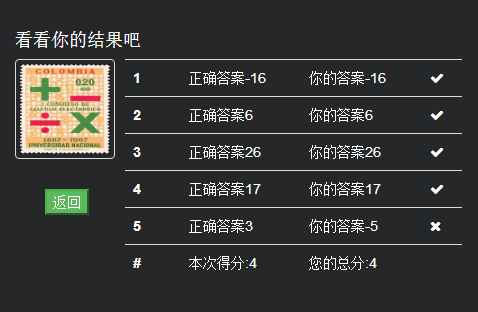 看看你的结果吧
COLOMBIA
0.20
I CONGRESO DE
CALCULO ELECTRONICO
1867 - 1967
UNIVERSIDAD NACIONAL
返回
1 正确答案-16 你的答案-16 ✔
2 正确答案6 你的答案6 ✔
3 正确答案26 你的答案26 ✔
4 正确答案17 你的答案17 ✔
5 正确答案3 你的答案-5 ✖
# 本次得分:4 您的总分:4